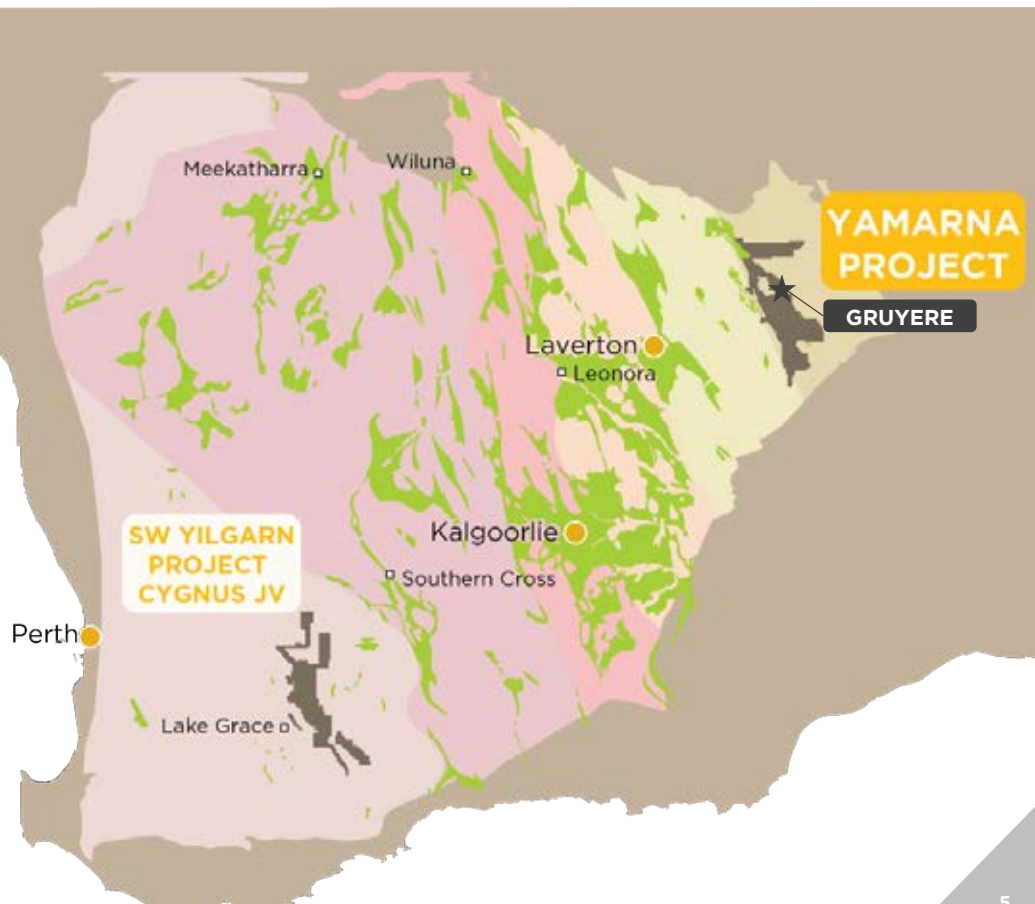 Meekatharra
Wiluna
YAMARNA
PROJECT
GRUYERE
Laverton
Leonora
SW YILGARN
PROJECT
CYGNUS JV
Kalgoorlie
Southern Cross
Perth
Lake Grace
5